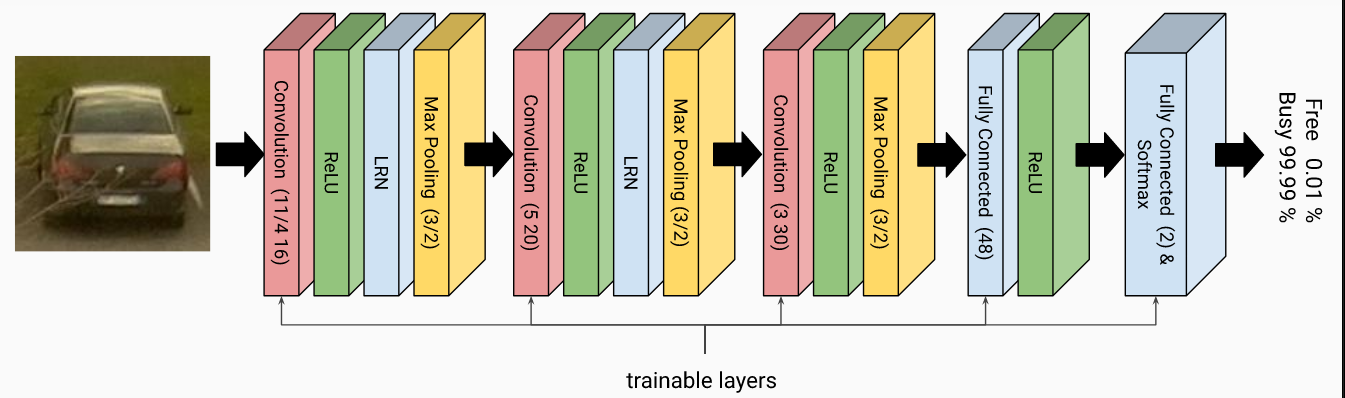 Convolution (11/4 16)
ReLU
LRN
Max Pooling (3/2)
Convolution (5 20)
ReLU
LRN
Max Pooling (3/2)
Convolution (3 30)
ReLU
Max Pooling (3/2)
Fully Connected (48)
ReLU
Fully Connected (2) &
Softmax
Free 0.01 %
Busy 99.99 %
trainable layers